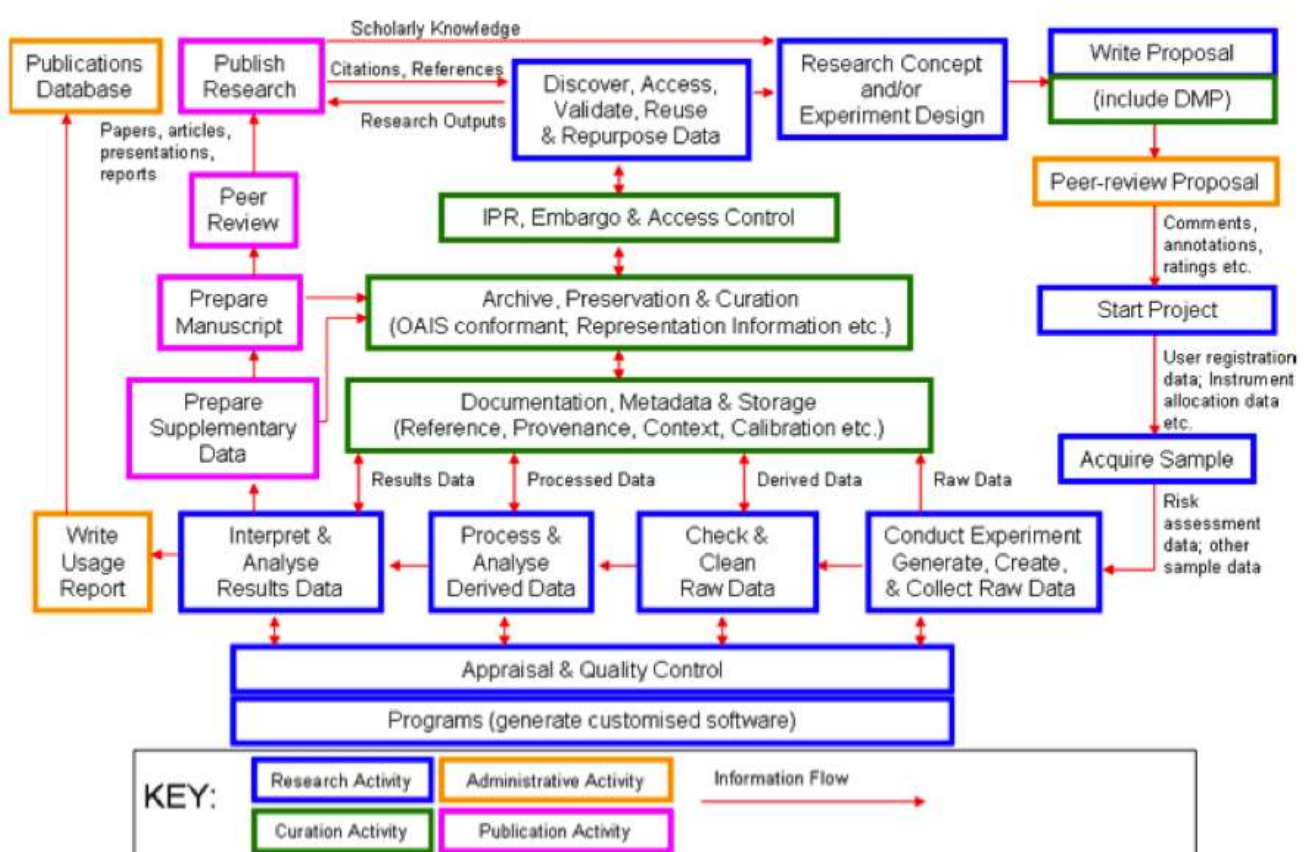 Scholarly Knowledge
Publications
Database
Publish
Research
Citations, References
Research Outputs
Discover, Access,
Validate, Reuse
& Repurpose Data
Research Concept
and/or
Experiment Design
Write Proposal
(include DMP)
Papers, articles,
presentations,
reports
Peer
Review
IPR, Embargo & Access Control
Peer-review Proposal
Comments,
annotations,
ratings etc.
Prepare
Manuscript
Archive, Preservation & Curation
(OAIS conformant; Representation Information etc.)
Start Project
User registration
data; Instrument
allocation data
etc.
Prepare
Supplementary
Data
Documentation, Metadata & Storage
(Reference, Provenance, Context, Calibration etc.)
Acquire Sample
Results Data
Processed Data
Derived Data
Raw Data
Risk
assessment
data; other
sample data
Write
Usage
Report
Interpret &
Analyse
Results Data
Process &
Analyse
Derived Data
Check &
Clean
Raw Data
Conduct Experiment
Generate, Create,
& Collect Raw Data
Appraisal & Quality Control
Programs (generate customised software)
KEY:
Research Activity
Administrative Activity
Information Flow
Curation Activity
Publication Activity